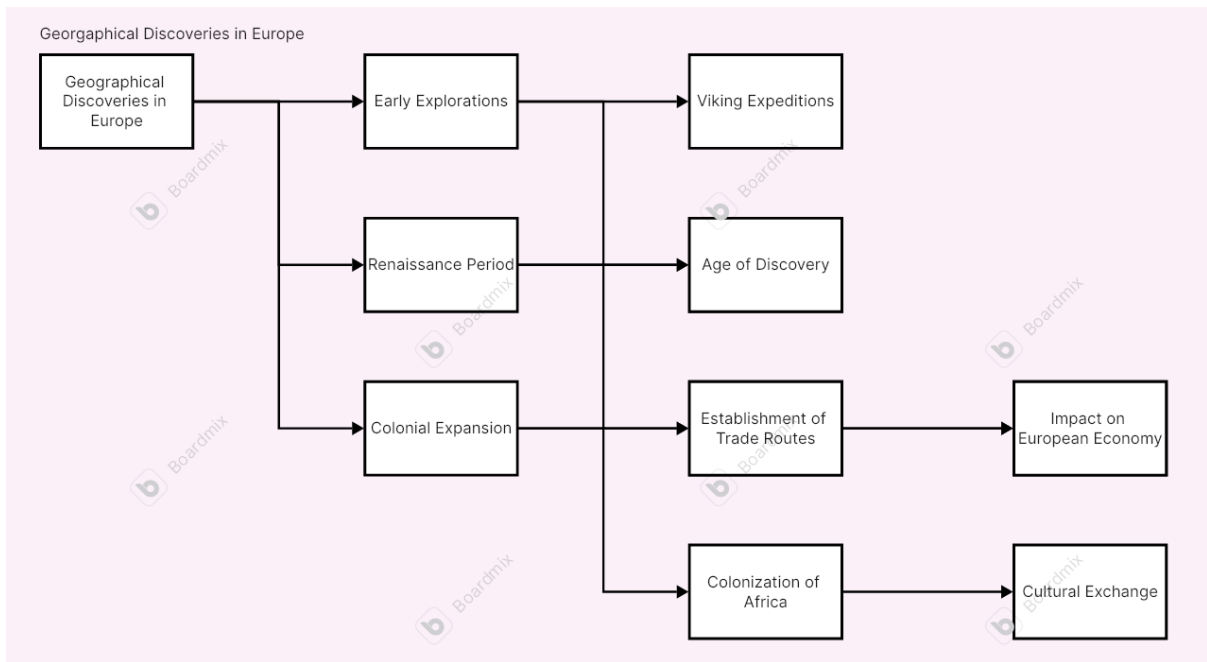 Georgaphical Discoveries in Europe
Geographical
Discoveries in
Europe
Early Explorations
Viking Expeditions
Boardmix
Boardmix
Renaissance Period
Age of Discovery
Boardmix
Boardmix
Colonial Expansion
Establishment of
Trade Routes
Impact on
European Economy
Boardmix
Boardmix
Colonization of
Africa
Cultural Exchange
Boardmix
Boardmix